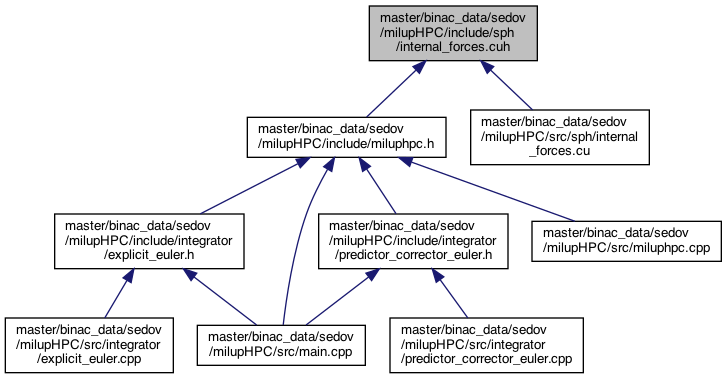 master/binac_data/sedov
/milupHPC/include/sph
/internal_forces.cuh
master/binac_data/sedov
/milupHPC/include/miluphpc.h
master/binac_data/sedov
/milupHPC/src/sph/internal
_forces.cu
master/binac_data/sedov
/milupHPC/include/integrator
/explicit_euler.h
master/binac_data/sedov
/milupHPC/include/integrator
/predictor_corrector_euler.h
master/binac_data/sedov
/milupHPC/src/miluphpc.cpp
master/binac_data/sedov
/milupHPC/src/integrator
/explicit_euler.cpp
master/binac_data/sedov
/milupHPC/src/main.cpp
master/binac_data/sedov
/milupHPC/src/integrator
/predictor_corrector_euler.cpp